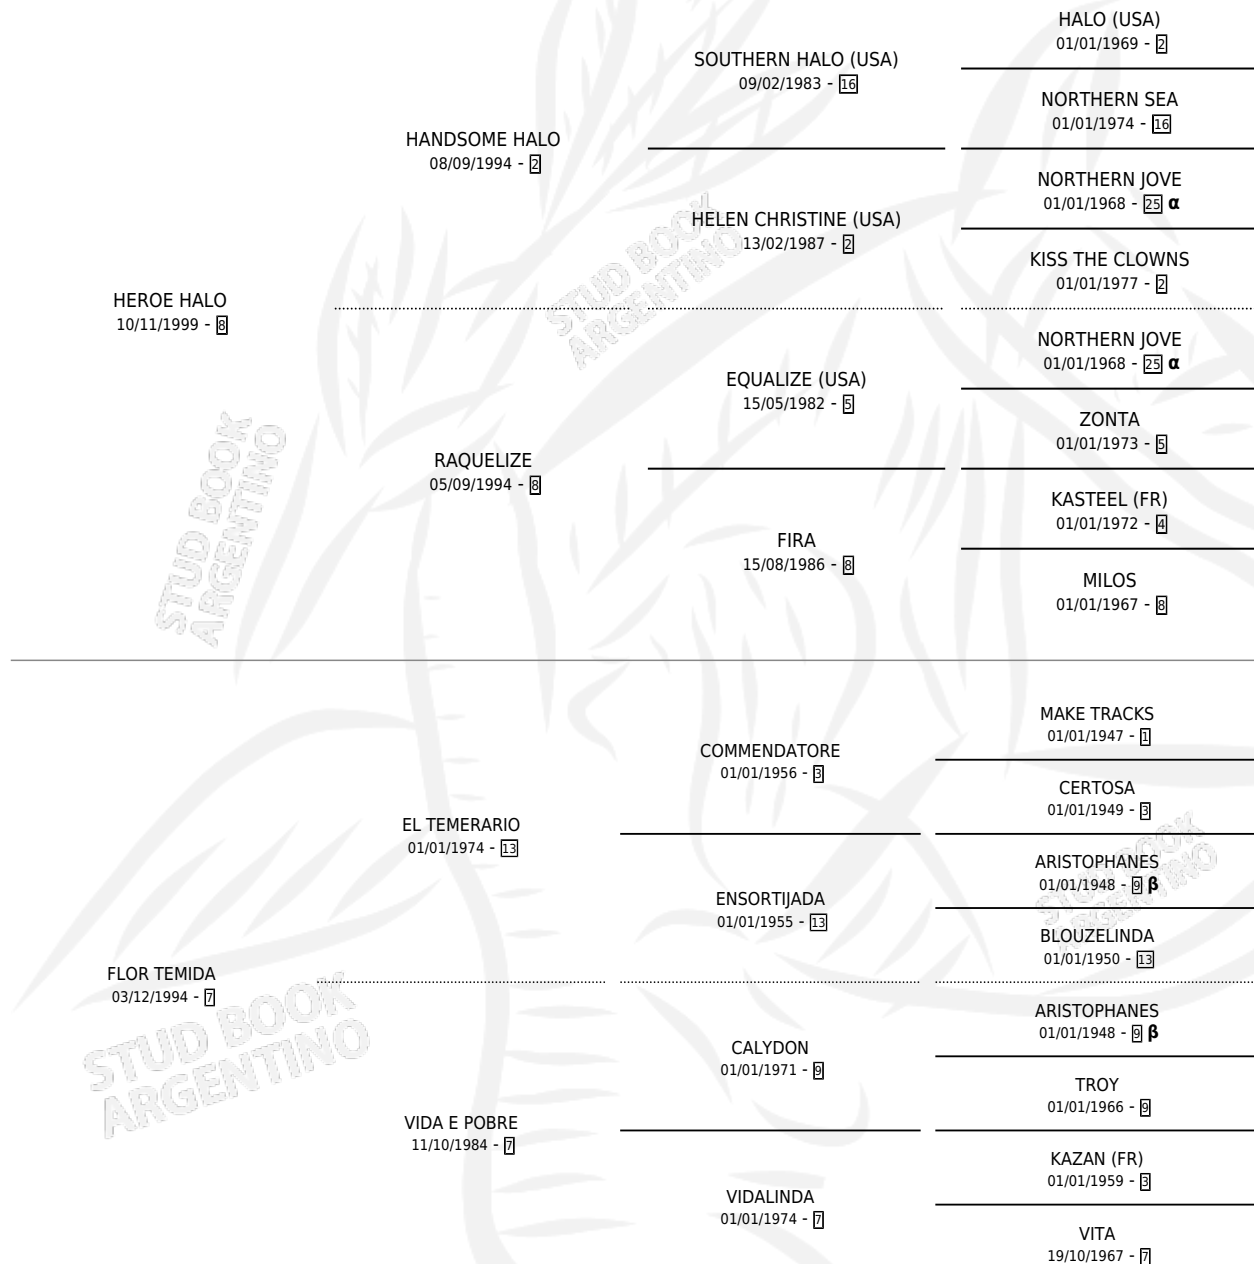 HALO (USA)
01/01/1969 - 2
SOUTHERN HALO (USA)
09/02/1983 - 16
NORTHERN SEA
01/01/1974 - 16
HANDSOME HALO
08/09/1994 - 2
NORTHERN JOVE
01/01/1968 - 25 α
HELEN CHRISTINE (USA)
13/02/1987 - 2
KISS THE CLOWNS
01/01/1977 - 2
HEROE HALO
10/11/1999 - 8
NORTHERN JOVE
01/01/1968 - 25 α
EQUALIZE (USA)
15/05/1982 - 5
ZONTA
01/01/1973 - 5
RAQUELIZE
05/09/1994 - 8
KASTEEL (FR)
01/01/1972 - 4
FIRA
15/08/1986 - 8
MILOS
01/01/1967 - 8
MAKE TRACKS
01/01/1947 - 1
COMMENDATORE
01/01/1956 - 3
CERTOSA
01/01/1949 - 3
EL TEMERARIO
01/01/1974 - 13
ARISTOPHANES
01/01/1948 - 9 β
ENSORTIJADA
01/01/1955 - 13
BLOUZELINDA
01/01/1950 - 13
FLOR TEMIDA
03/12/1994 - 7
ARISTOPHANES
01/01/1948 - 9 β
CALYDON
01/01/1971 - 9
TROY
01/01/1966 - 9
VIDA E POBRE
11/10/1984 - 7
KAZAN (FR)
01/01/1959 - 3
VIDALINDA
01/01/1974 - 7
VITA
19/10/1967 - 7
STUD BOOK
ARGENTINO
STUD BOOK
ARGENTINO
STUD BOOK
ARGENTINO
STUD BOOK
ARGENTINO